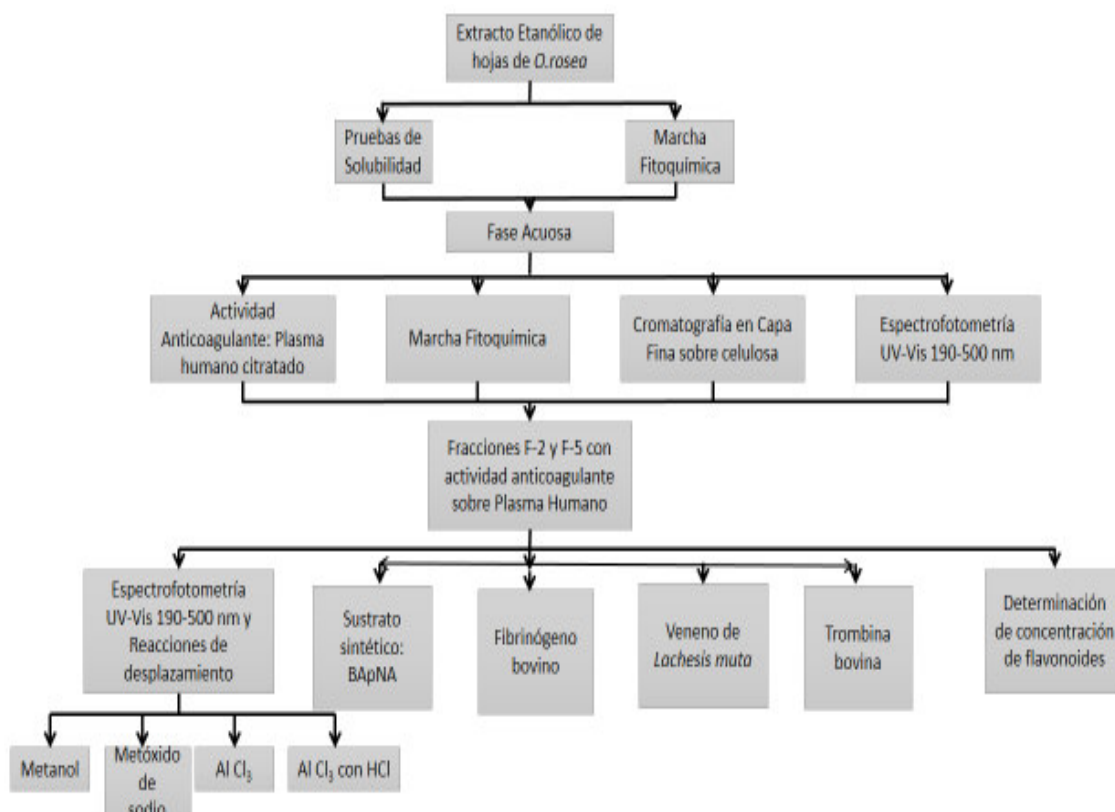 Extracto Etanólico de
hojas de O.rosea
Pruebas de
Solubilidad
Marcha
Fitoquímica
Fase Acuosa
Actividad
Anticoagulante: Plasma
humano citratado
Marcha Fitoquímica
Cromatografía en Capa
Fina sobre celulosa
Espectrofotometría
UV-Vis 190-500 nm
Fracciones F-2 y F-5 con
actividad anticoagulante
sobre Plasma Humano
Espectrofotometría
UV-Vis 190-500 nm y
Reacciones de
desplazamiento
Sustrato
sintético:
BApNA
Fibrinógeno
bovino
Veneno de
Lachesis muta
Trombina
bovina
Determinación
de concentración
de flavonoides
Metanol
Metóxido
de
sodio
Al Cl₃
Al Cl₃ con HCl